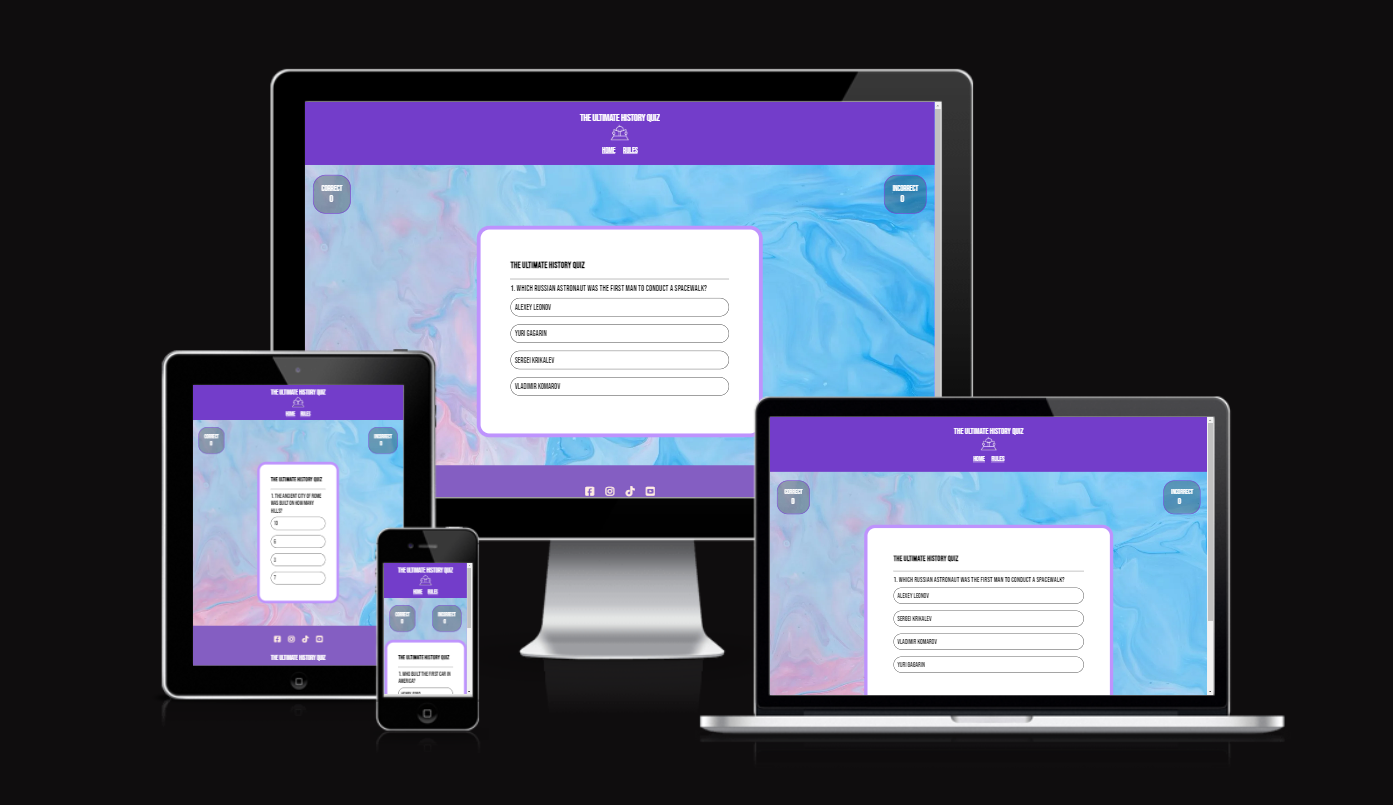 THE ULTIMATE HISTORY QUIZ
HOME RULES
CORRECT
0
INCORRECT
0
THE ULTIMATE HISTORY QUIZ
1. WHICH RUSSIAN ASTRONAUT WAS THE FIRST MAN TO CONDUCT A SPACEWALK?
ALEXEY LEONOV
YURI GAGARIN
SERGEI KRIKALEV
VLADIMIR KOMAROV
THE ULTIMATE HISTORY QUIZ
HOME RULES
CORRECT
0
INCORRECT
0
THE ULTIMATE HISTORY QUIZ
1. THE ANCIENT CITY OF ROME
WAS BUILT ON HOW MANY
HILLS?
10
6
3
7
THE ULTIMATE HISTORY QUIZ
THE ULTIMATE HISTORY QUIZ
HOME RULES
CORRECT
0
INCORRECT
0
THE ULTIMATE HISTORY QUIZ
1. WHO BUILT THE FIRST CAR IN
AMERICA?
THE ULTIMATE HISTORY QUIZ
HOME RULES
CORRECT
0
INCORRECT
0
THE ULTIMATE HISTORY QUIZ
1. WHICH RUSSIAN ASTRONAUT WAS THE FIRST MAN TO CONDUCT A SPACEWALK?
ALEXEY LEONOV
SERGEI KRIKALEV
VLADIMIR KOMAROV
YURI GAGARIN